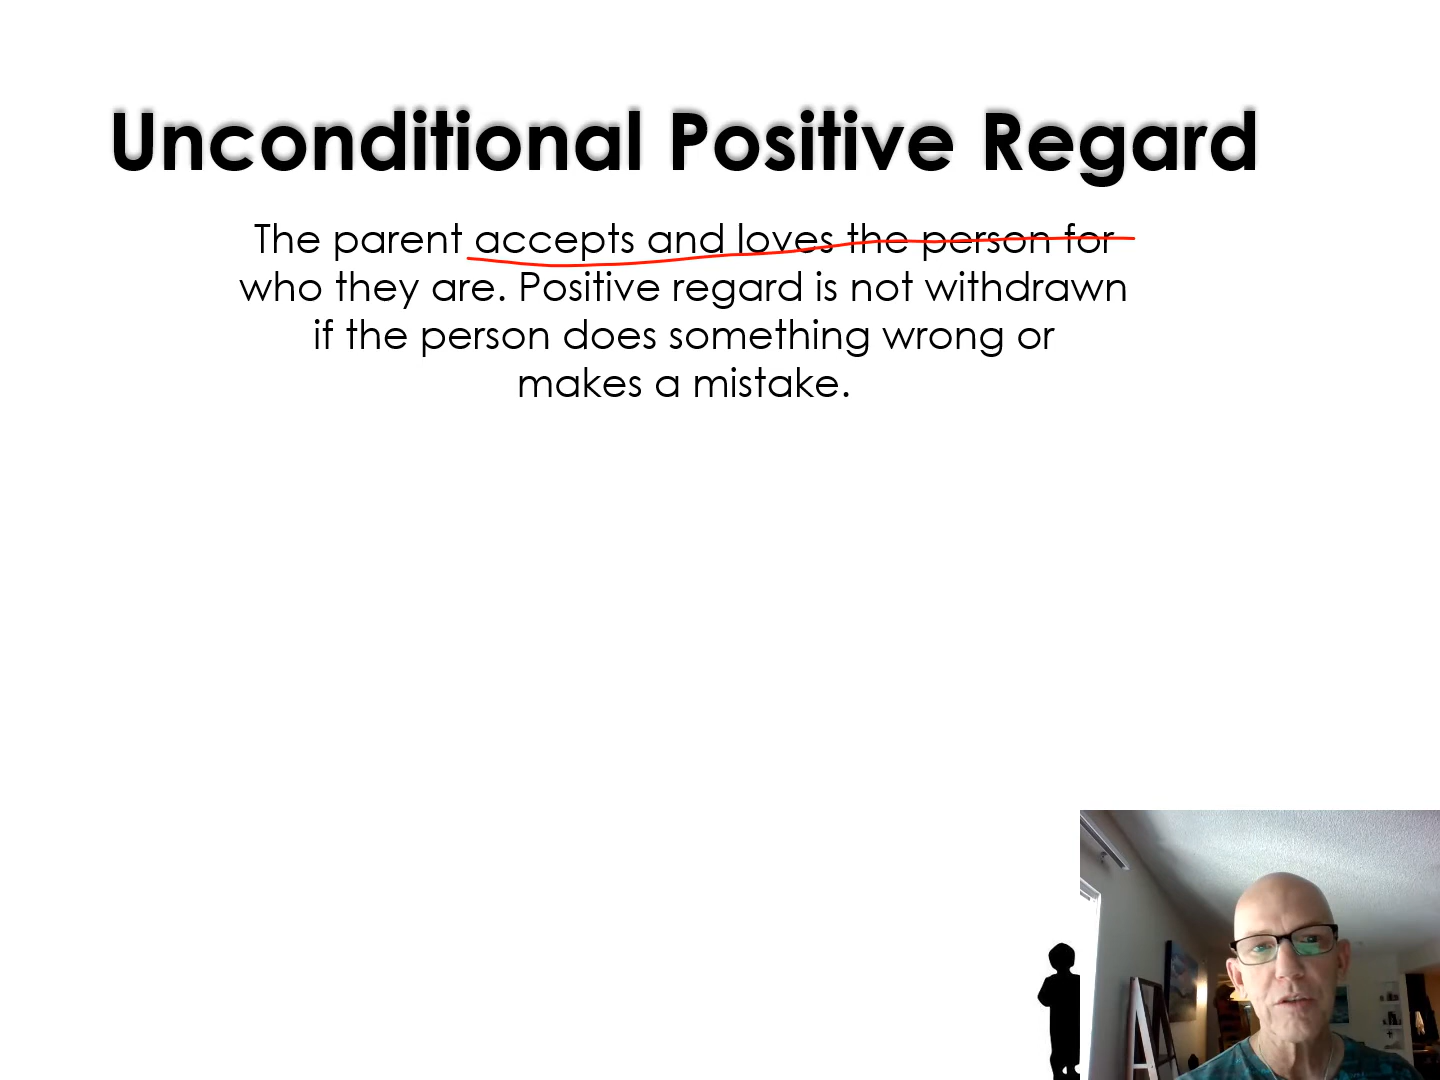 Unconditional Positive Regard
The parent accepts and loves the person for
who they are. Positive regard is not withdrawn
if the person does something wrong or
makes a mistake.